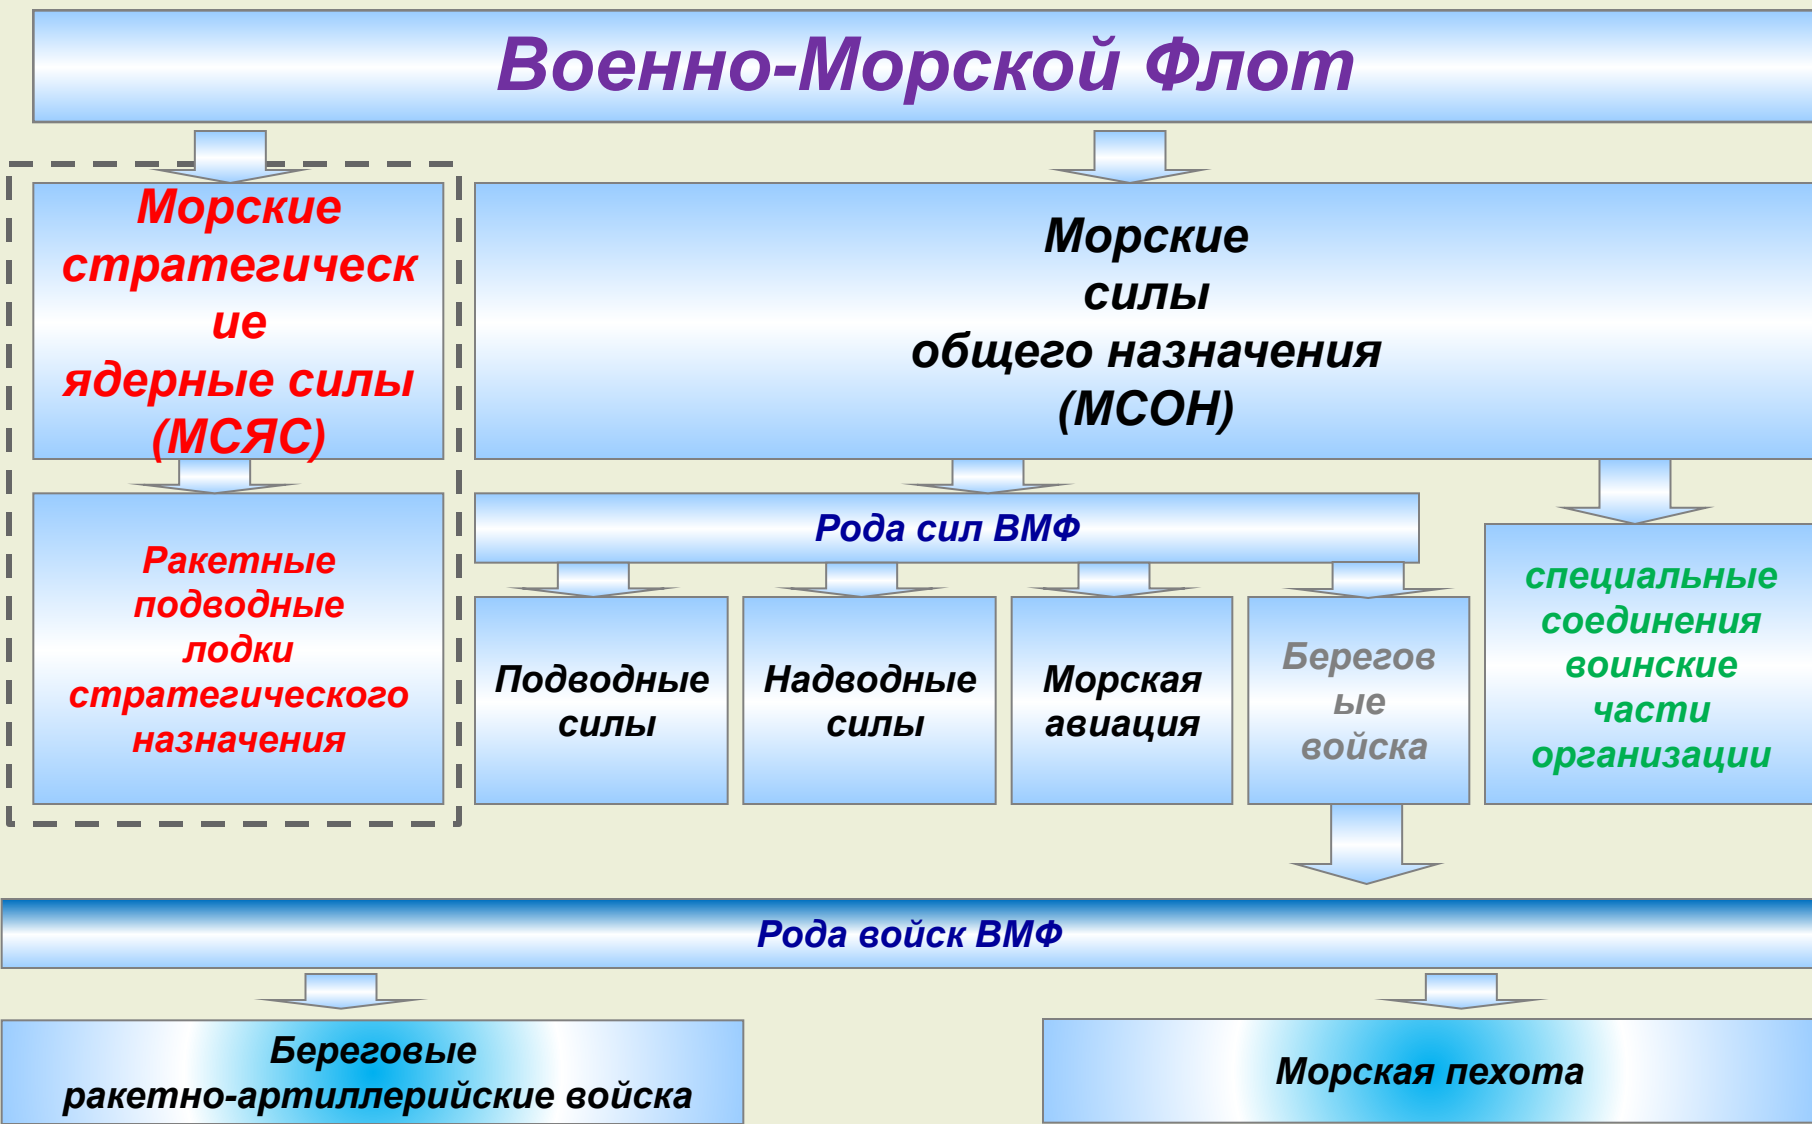 Военно-Морской Флот
Морские
стратегическ
ие
ядерные силы
(МСЯС)
Морские
силы
общего назначения
(МСОН)
Ракетные
подводные
лодки
стратегического
назначения
Рода сил ВМФ
Подводные
силы
Надводные
силы
Морская
авиация
Берегов
ые
войска
специальные
соединения
воинские
части
организации
Рода войск ВМФ
Береговые
ракетно-артиллерийские войска
Морская пехота